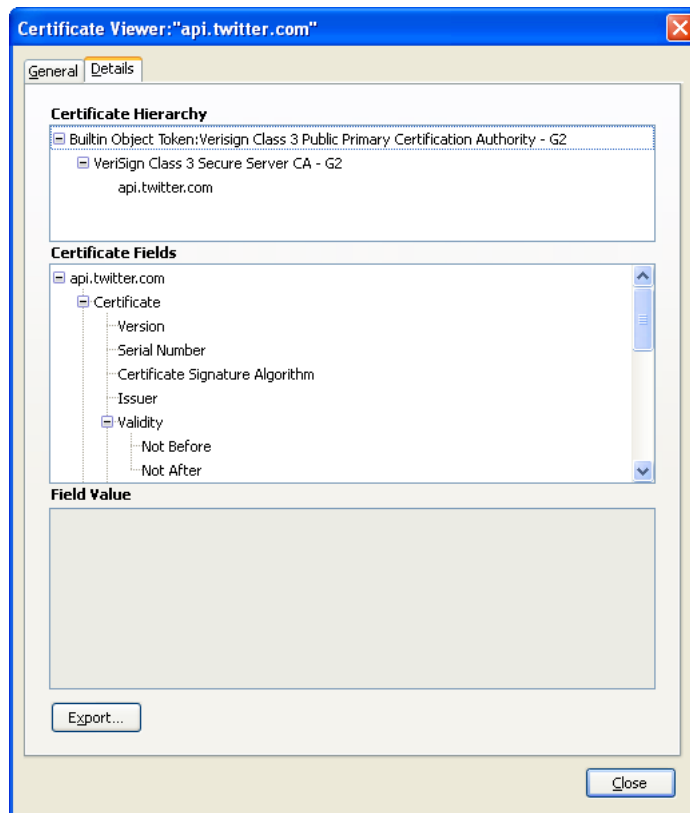 Certificate Viewer:"api.twitter.com"
General Details
Certificate Hierarchy
Builtin Object Token:Verisign Class 3 Public Primary Certification Authority - G2
VeriSign Class 3 Secure Server CA - G2
api.twitter.com
Certificate Fields
api.twitter.com
Certificate
Version
Serial Number
Certificate Signature Algorithm
Issuer
Validity
Not Before
Not After
Field Value
Export...
Close